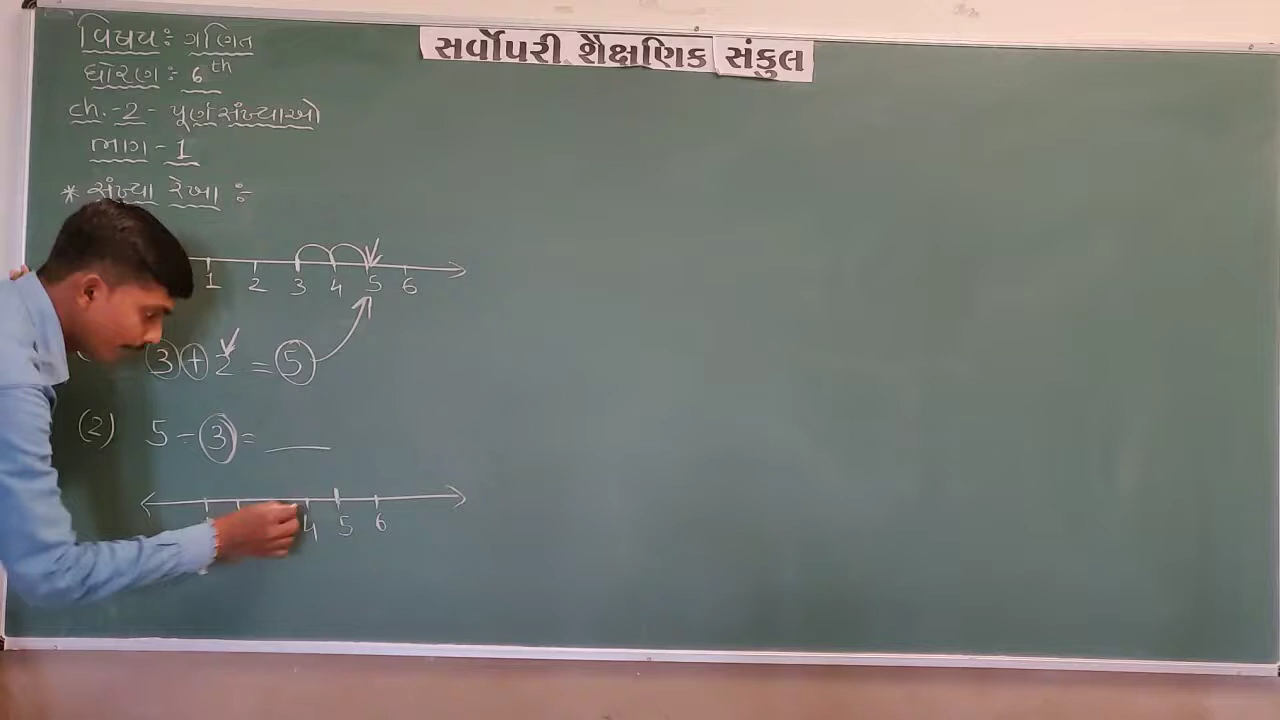 સર્વોપરી શૈક્ષણિક સંકુલ
વિષય: ગણિત
ધોરણ: 6th
ch.-2- પૂર્ણ સંખ્યાઓ
ભાગ-1
* સંખ્યા રેખા :-
1 2 3 4 5 6
3+2 = 5
(2) 5-3= ____
4 5 6